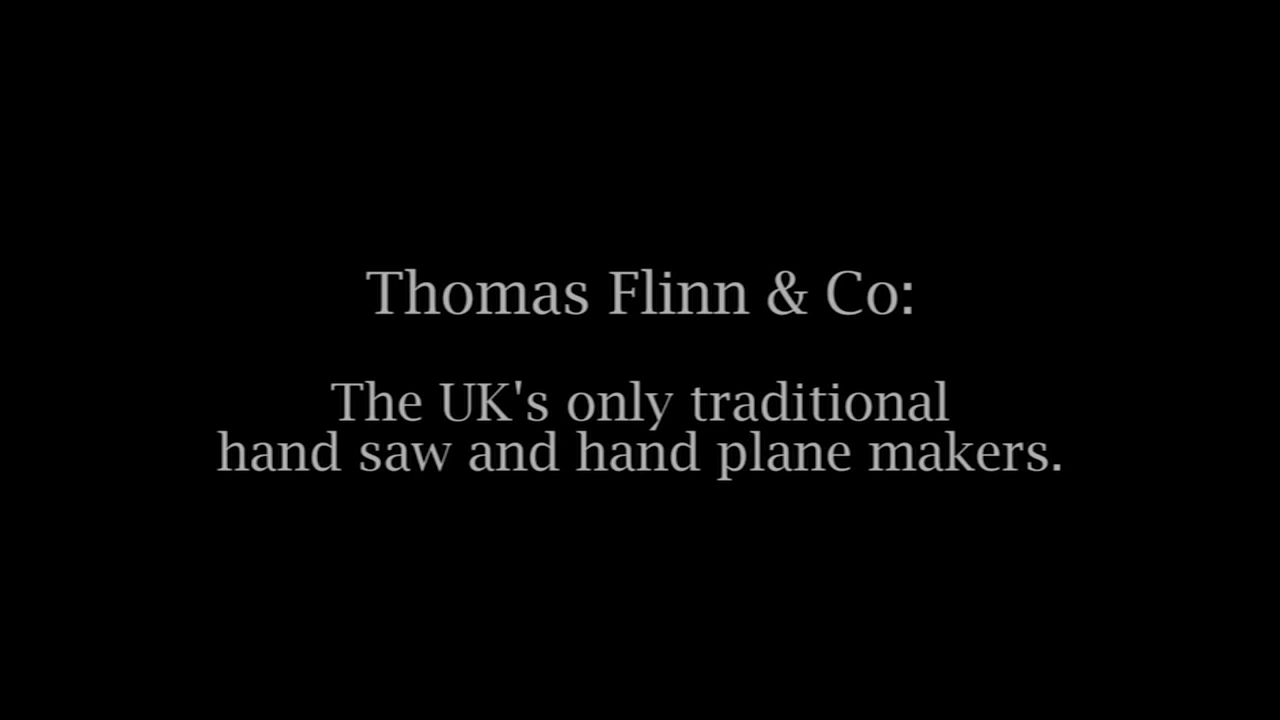 Thomas Flinn & Co:
The UK's only traditional
hand saw and hand plane makers.